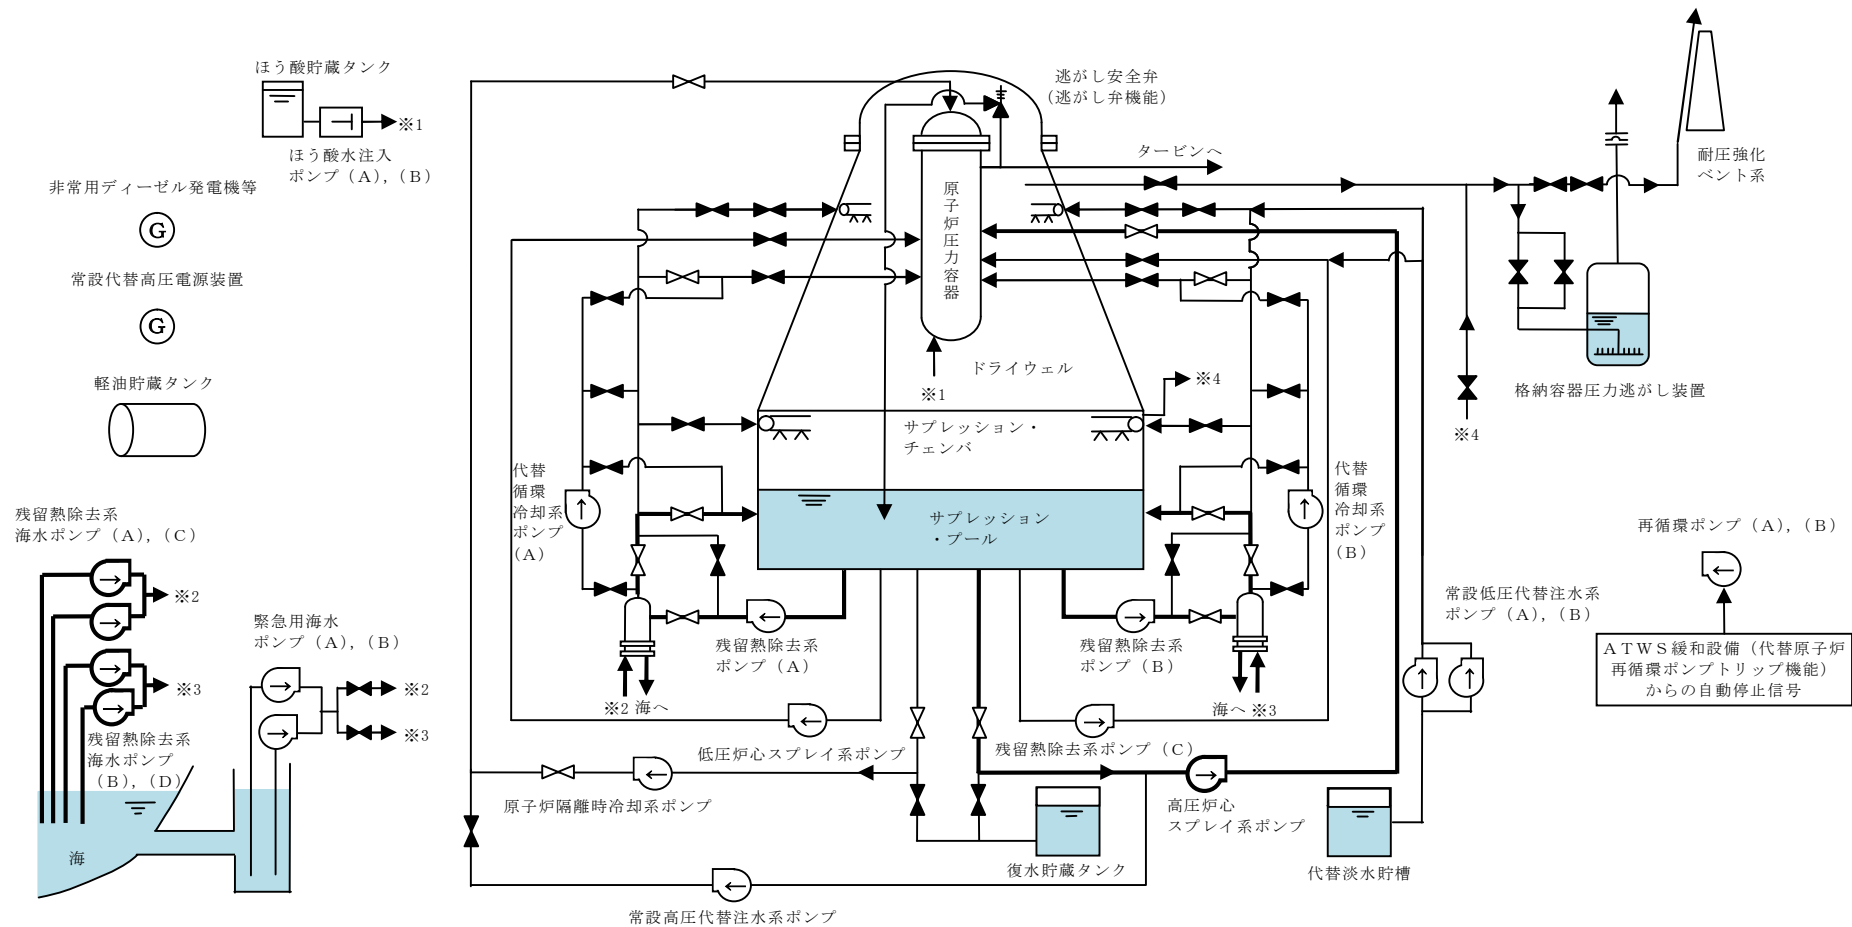 ほう酸貯蔵タンク
※1
ほう酸水注入
ポンプ（A），（B）
非常用ディーゼル発電機等
G
常設代替高圧電源装置
G
軽油貯蔵タンク
残留熱除去系
海水ポンプ（A），（C）
※2
※3
残留熱除去系
海水ポンプ
（B），（D）
海
緊急用海水
ポンプ（A），（B）
※2
※3
逃がし安全弁
（逃がし弁機能）
タービンへ
原子炉圧力容器
ドライウェル
※1
※4
サプレッション・
チェンバ
サプレッション
・プール
代替
循環
冷却系
ポンプ
（A）
代替
循環
冷却系
ポンプ
（B）
残留熱除去系
ポンプ（A）
残留熱除去系
ポンプ（B）
※2 海へ
海へ ※3
低圧炉心スプレイ系ポンプ
残留熱除去系ポンプ（C）
原子炉隔離時冷却系ポンプ
高圧炉心
スプレイ系ポンプ
復水貯蔵タンク
常設高圧代替注水系ポンプ
代替淡水貯槽
耐圧強化
ベント系
格納容器圧力逃がし装置
※4
再循環ポンプ（A），（B）
常設低圧代替注水系
ポンプ（A），（B）
ＡＴＷＳ緩和設備（代替原子炉
再循環ポンプトリップ機能）
からの自動停止信号